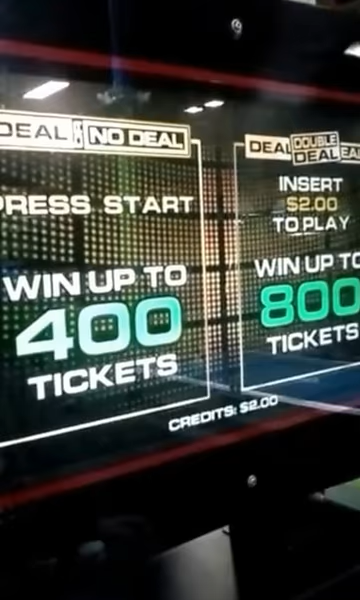 DEAL OR NO DEAL
PRESS START
WIN UP TO
400
TICKETS
DEAL DOUBLE DEAL
INSERT
$2.00
TO PLAY
WIN UP TO
800
TICKETS
CREDITS: $2.00